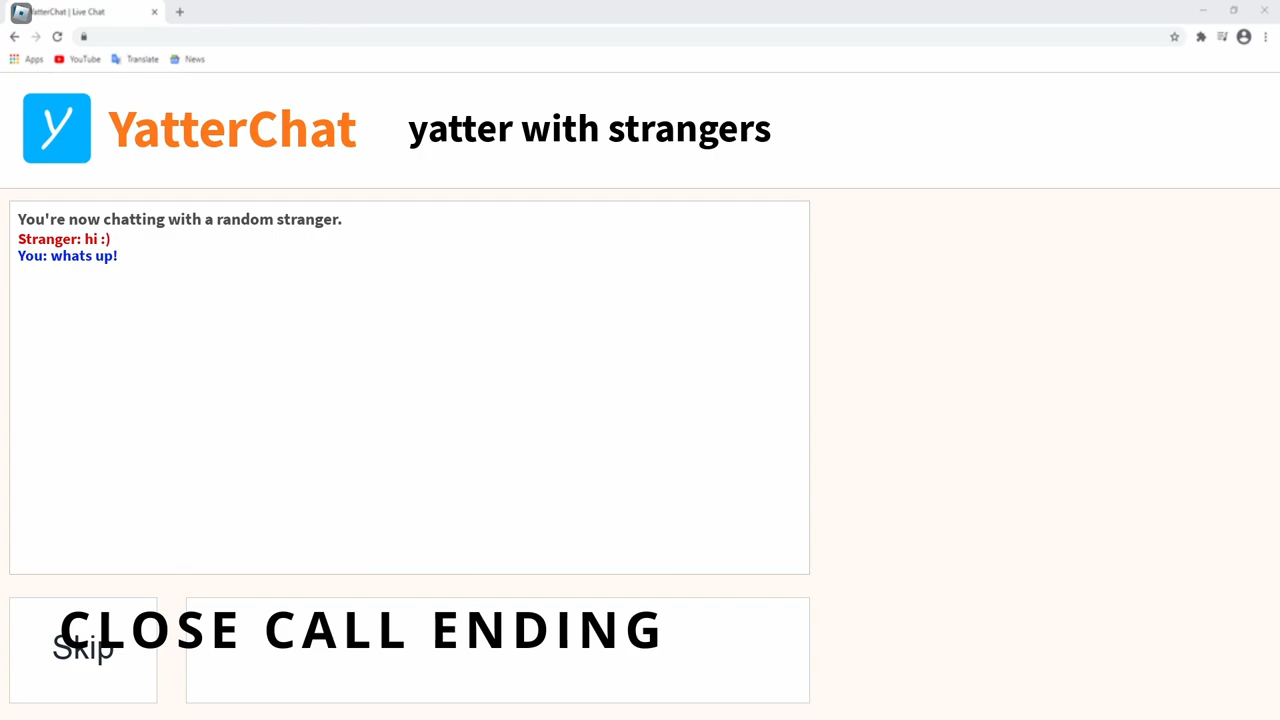 YatterChat | Live Chat
Apps YouTube Translate News
y YatterChat yatter with strangers
You're now chatting with a random stranger.
Stranger: hi :)
You: whats up!
CLOSE CALL ENDING
Skip